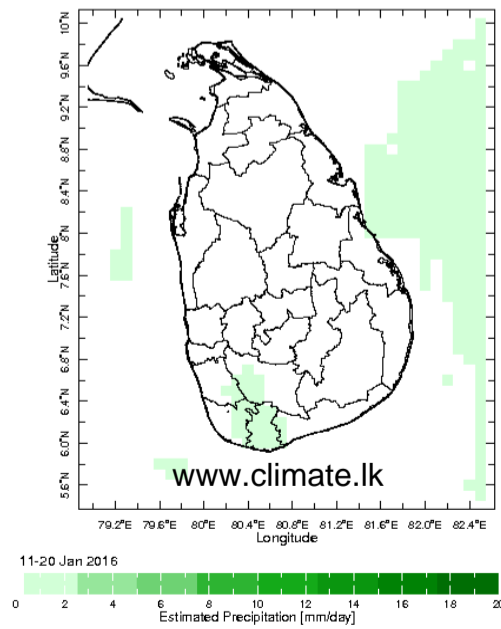 10°N
9.6°N
9.2°N
8.8°N
8.4°N
8°N
7.6°N
7.2°N
6.8°N
6.4°N
6.0°N
5.6°N
Latitude
www.climate.lk
79.2°E 79.6°E 80°E 80.4°E 80.8°E 81.2°E 81.6°E 82.0°E 82.4°E
Longitude
11-20 Jan 2016
0 2 4 6 8 10 12 14 16 18 20
Estimated Precipitation [mm/day]